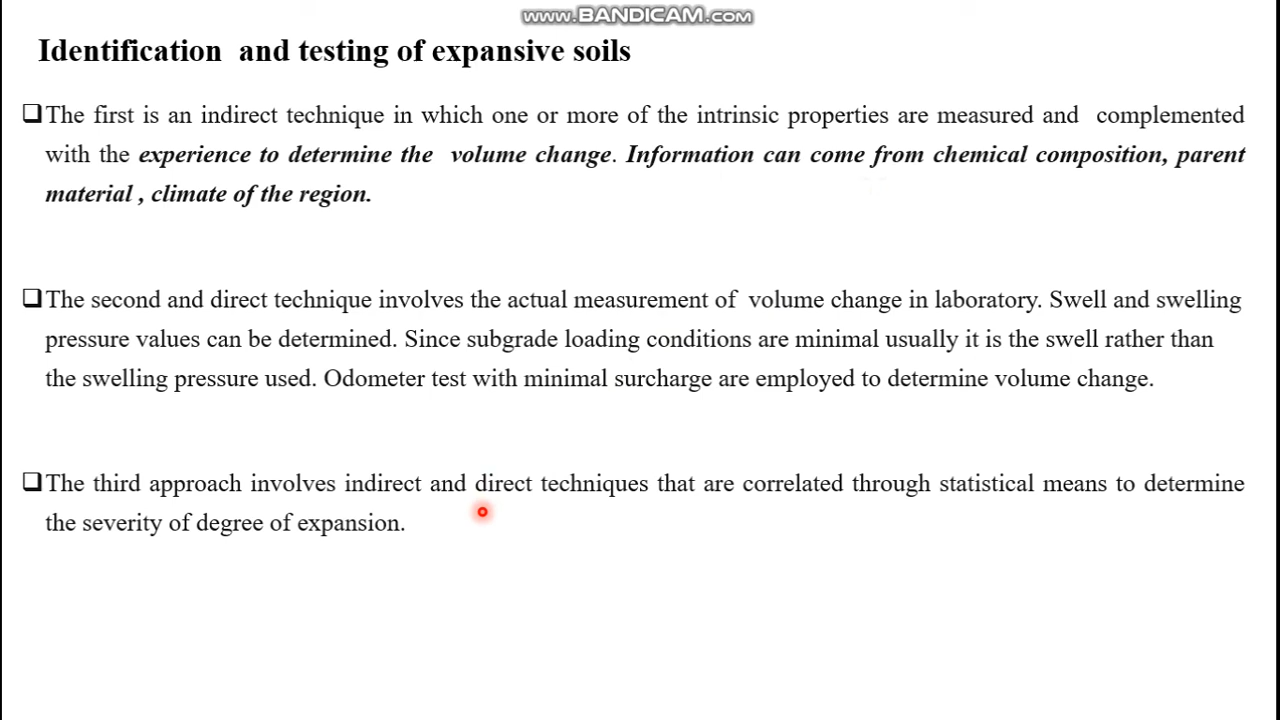 www.BANDICAM.com
Identification and testing of expansive soils
❑The first is an indirect technique in which one or more of the intrinsic properties are measured and complemented
with the experience to determine the volume change. Information can come from chemical composition, parent
material , climate of the region.
❑The second and direct technique involves the actual measurement of volume change in laboratory. Swell and swelling
pressure values can be determined. Since subgrade loading conditions are minimal usually it is the swell rather than
the swelling pressure used. Odometer test with minimal surcharge are employed to determine volume change.
❑The third approach involves indirect and direct techniques that are correlated through statistical means to determine
the severity of degree of expansion.